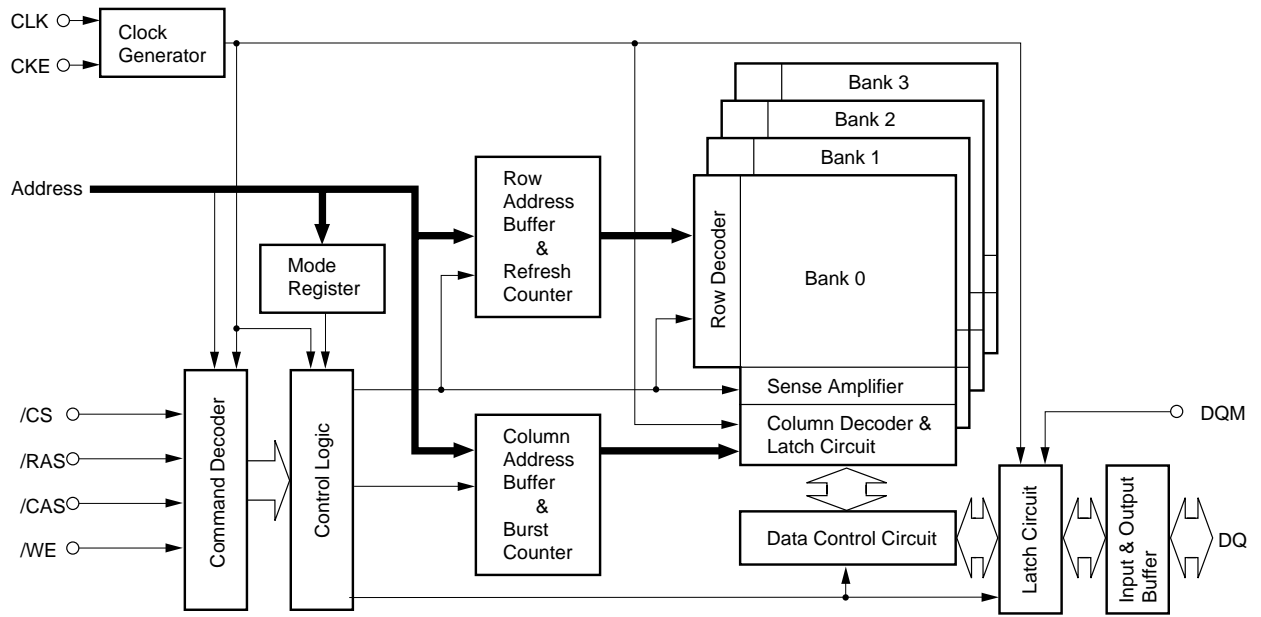 CLK
CKE
Clock
Generator
Bank 3
Bank 2
Bank 1
Address
Row
Address
Buffer
&
Refresh
Counter
Row Decoder
Bank 0
Mode
Register
Sense Amplifier
Column Decoder &
Latch Circuit
/CS
/RAS
/CAS
/WE
Command Decoder
Control Logic
Column
Address
Buffer
&
Burst
Counter
DQM
Data Control Circuit
Latch Circuit
Input & Output
Buffer
DQ